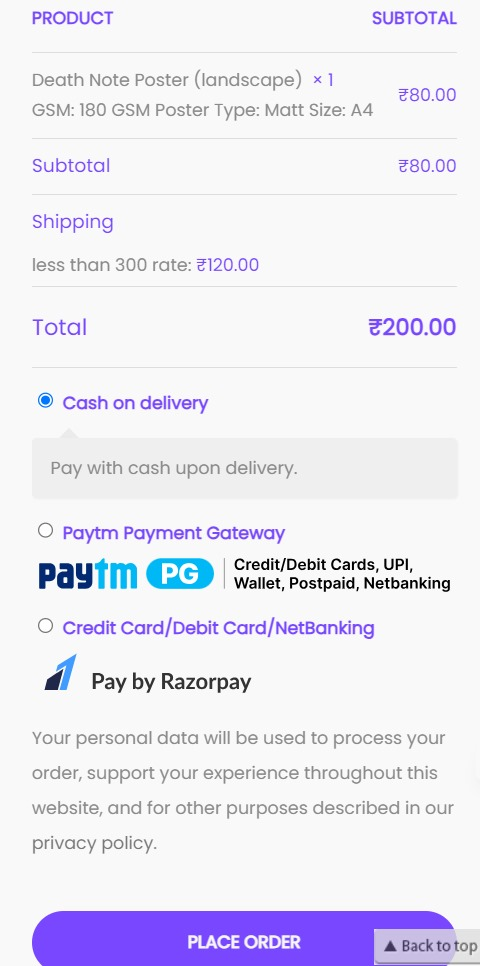 PRODUCT SUBTOTAL
Death Note Poster (landscape) × 1
GSM: 180 GSM Poster Type: Matt Size: A4 ₹80.00
Subtotal ₹80.00
Shipping
less than 300 rate: ₹120.00
Total ₹200.00
Cash on delivery
Pay with cash upon delivery.
Paytm Payment Gateway
paytm PG Credit/Debit Cards, UPI,
Wallet, Postpaid, Netbanking
Credit Card/Debit Card/NetBanking
Pay by Razorpay
Your personal data will be used to process your
order, support your experience throughout this
website, and for other purposes described in our
privacy policy.
PLACE ORDER
▲ Back to top